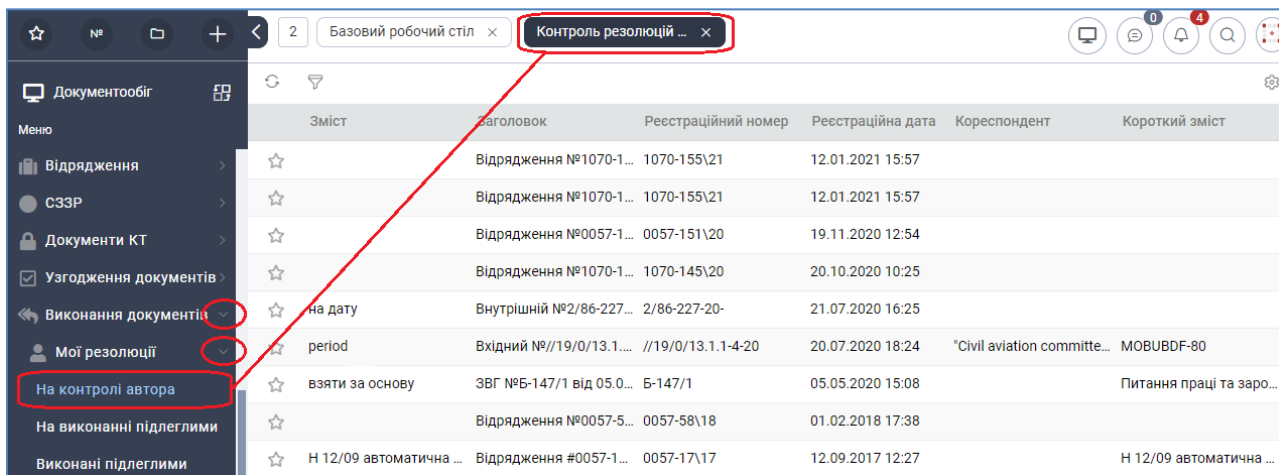 № 2 Базовий робочий стіл × Контроль резолюцій ... × 0 4
Документообіг
Меню
Зміст Заголовок Реєстраційний номер Реєстраційна дата Кореспондент Короткий зміст
Відрядження
СЗЗР
Документи КТ
Узгодження документів
Виконання документів
Мої резолюції
На контролі автора
На виконанні підлеглими
Виконані підлеглими
Відрядження №1070-1... 1070-155\21 12.01.2021 15:57
Відрядження №1070-1... 1070-155\21 12.01.2021 15:57
Відрядження №0057-1... 0057-151\20 19.11.2020 12:54
Відрядження №1070-1... 1070-145\20 20.10.2020 10:25
на дату Внутрішній №2/86-227... 2/86-227-20- 21.07.2020 16:25
period Вхідний №//19/0/13.1.... //19/0/13.1.1-4-20 20.07.2020 18:24 "Civil aviation committe... MOBUBDF-80
взяти за основу ЗВГ №Б-147/1 від 05.0... Б-147/1 05.05.2020 15:08 Питання праці та заро...
Відрядження №0057-5... 0057-58\18 01.02.2018 17:38
Н 12/09 автоматична ... Відрядження #0057-1... 0057-17\17 12.09.2017 12:27 Н 12/09 автоматична ...